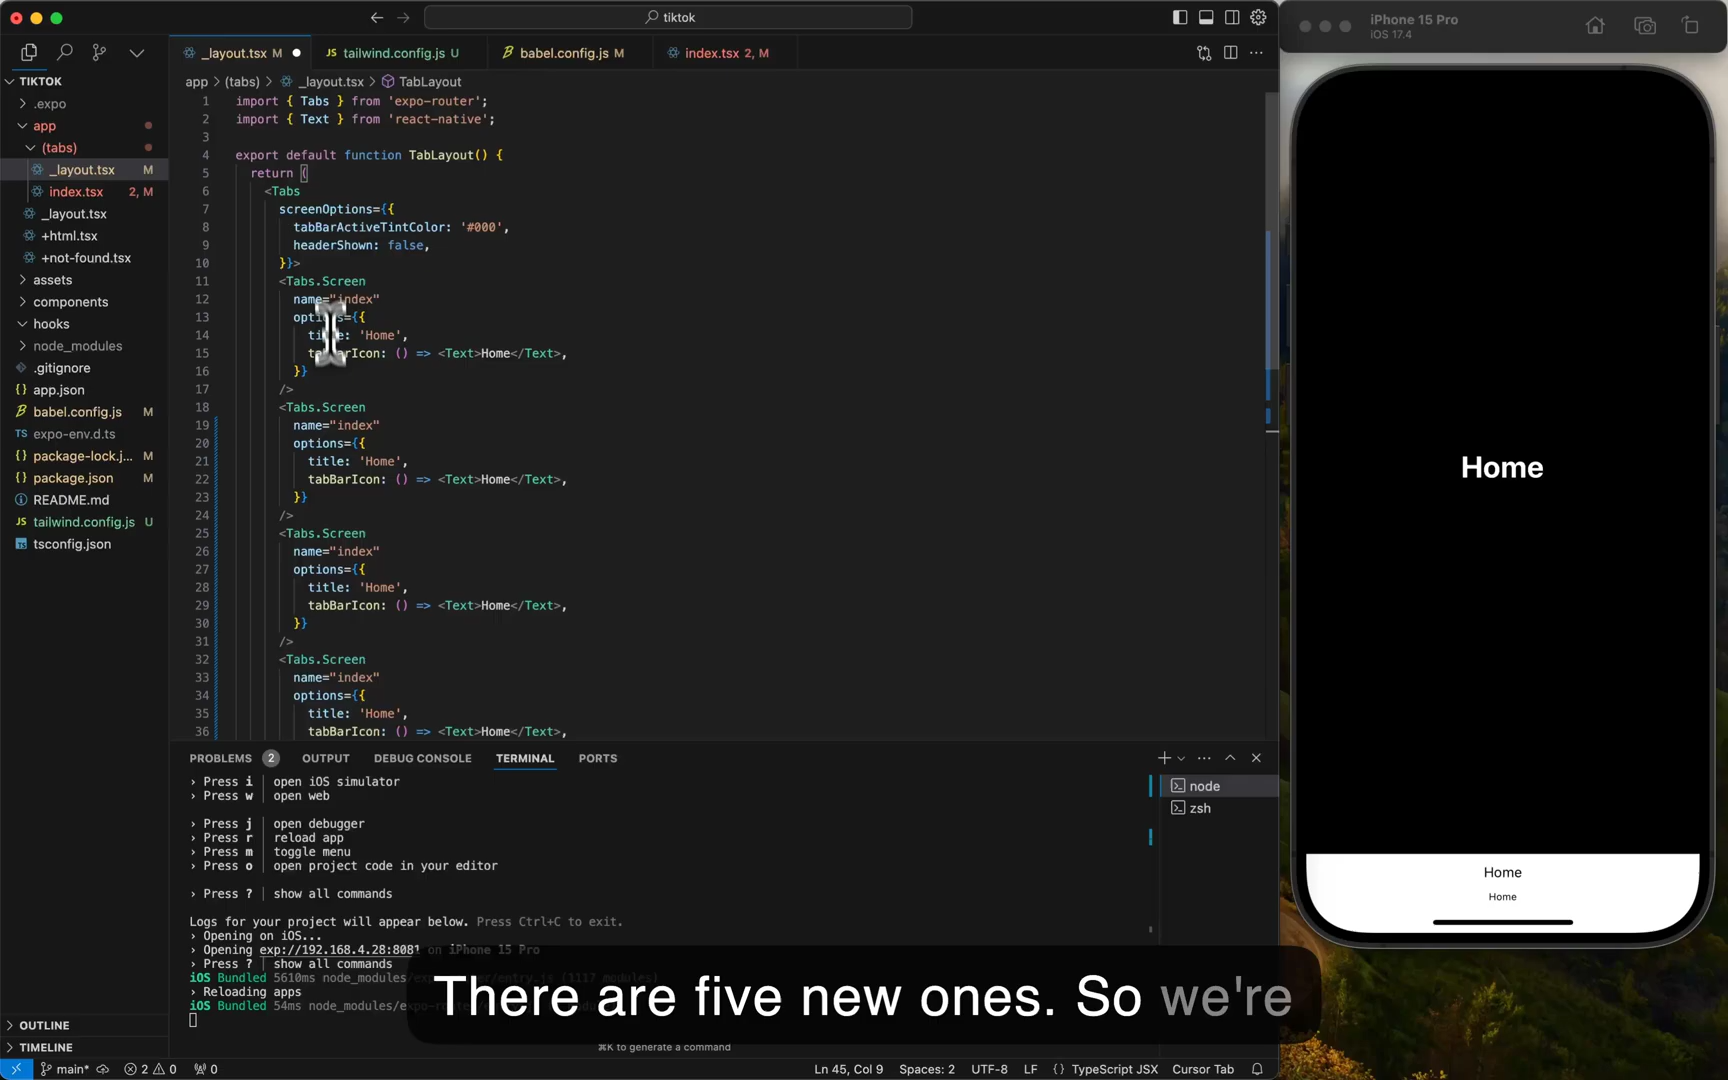 tiktok
iPhone 15 Pro
iOS 17.4
_layout.tsx M
JS tailwind.config.js U
babel.config.js M
index.tsx 2, M
TIKTOK
.expo
app
(tabs)
_layout.tsx M
index.tsx 2, M
_layout.tsx
+html.tsx
+not-found.tsx
assets
components
hooks
node_modules
.gitignore
{} app.json
babel.config.js M
TS expo-env.d.ts
{} package-lock.j... M
{} package.json M
README.md
JS tailwind.config.js U
tsconfig.json
OUTLINE
TIMELINE
app > (tabs) > _layout.tsx > TabLayout
1 import { Tabs } from 'expo-router';
2 import { Text } from 'react-native';
3
4 export default function TabLayout() {
5 return (
6 <Tabs
7 screenOptions={{
8 tabBarActiveTintColor: '#000',
9 headerShown: false,
10 }}>
11 <Tabs.Screen
12 name="index"
13 options={{
14 title: 'Home',
15 tabBarIcon: () => <Text>Home</Text>,
16 }}
17 />
18 <Tabs.Screen
19 name="index"
20 options={{
21 title: 'Home',
22 tabBarIcon: () => <Text>Home</Text>,
23 }}
24 />
25 <Tabs.Screen
26 name="index"
27 options={{
28 title: 'Home',
29 tabBarIcon: () => <Text>Home</Text>,
30 }}
31 />
32 <Tabs.Screen
33 name="index"
34 options={{
35 title: 'Home',
36 tabBarIcon: () => <Text>Home</Text>,
PROBLEMS 2 OUTPUT DEBUG CONSOLE TERMINAL PORTS
› Press i | open iOS simulator
› Press w | open web
› Press j | open debugger
› Press r | reload app
› Press m | toggle menu
› Press o | open project code in your editor
› Press ? | show all commands
Logs for your project will appear below. Press Ctrl+C to exit.
› Opening on iOS...
› Opening exp://192.168.4.28:8081 on iPhone 15 Pro
› Press ? | show all commands
iOS Bundled 5610ms node_modules/expo-router/entry.js (1117 modules)
› Reloading apps
iOS Bundled 54ms node_modules/
node
zsh
There are five new ones. So we're
⌘K to generate a command
main* 2 0 0
Ln 45, Col 9 Spaces: 2 UTF-8 LF {} TypeScript JSX Cursor Tab
Home
Home
Home